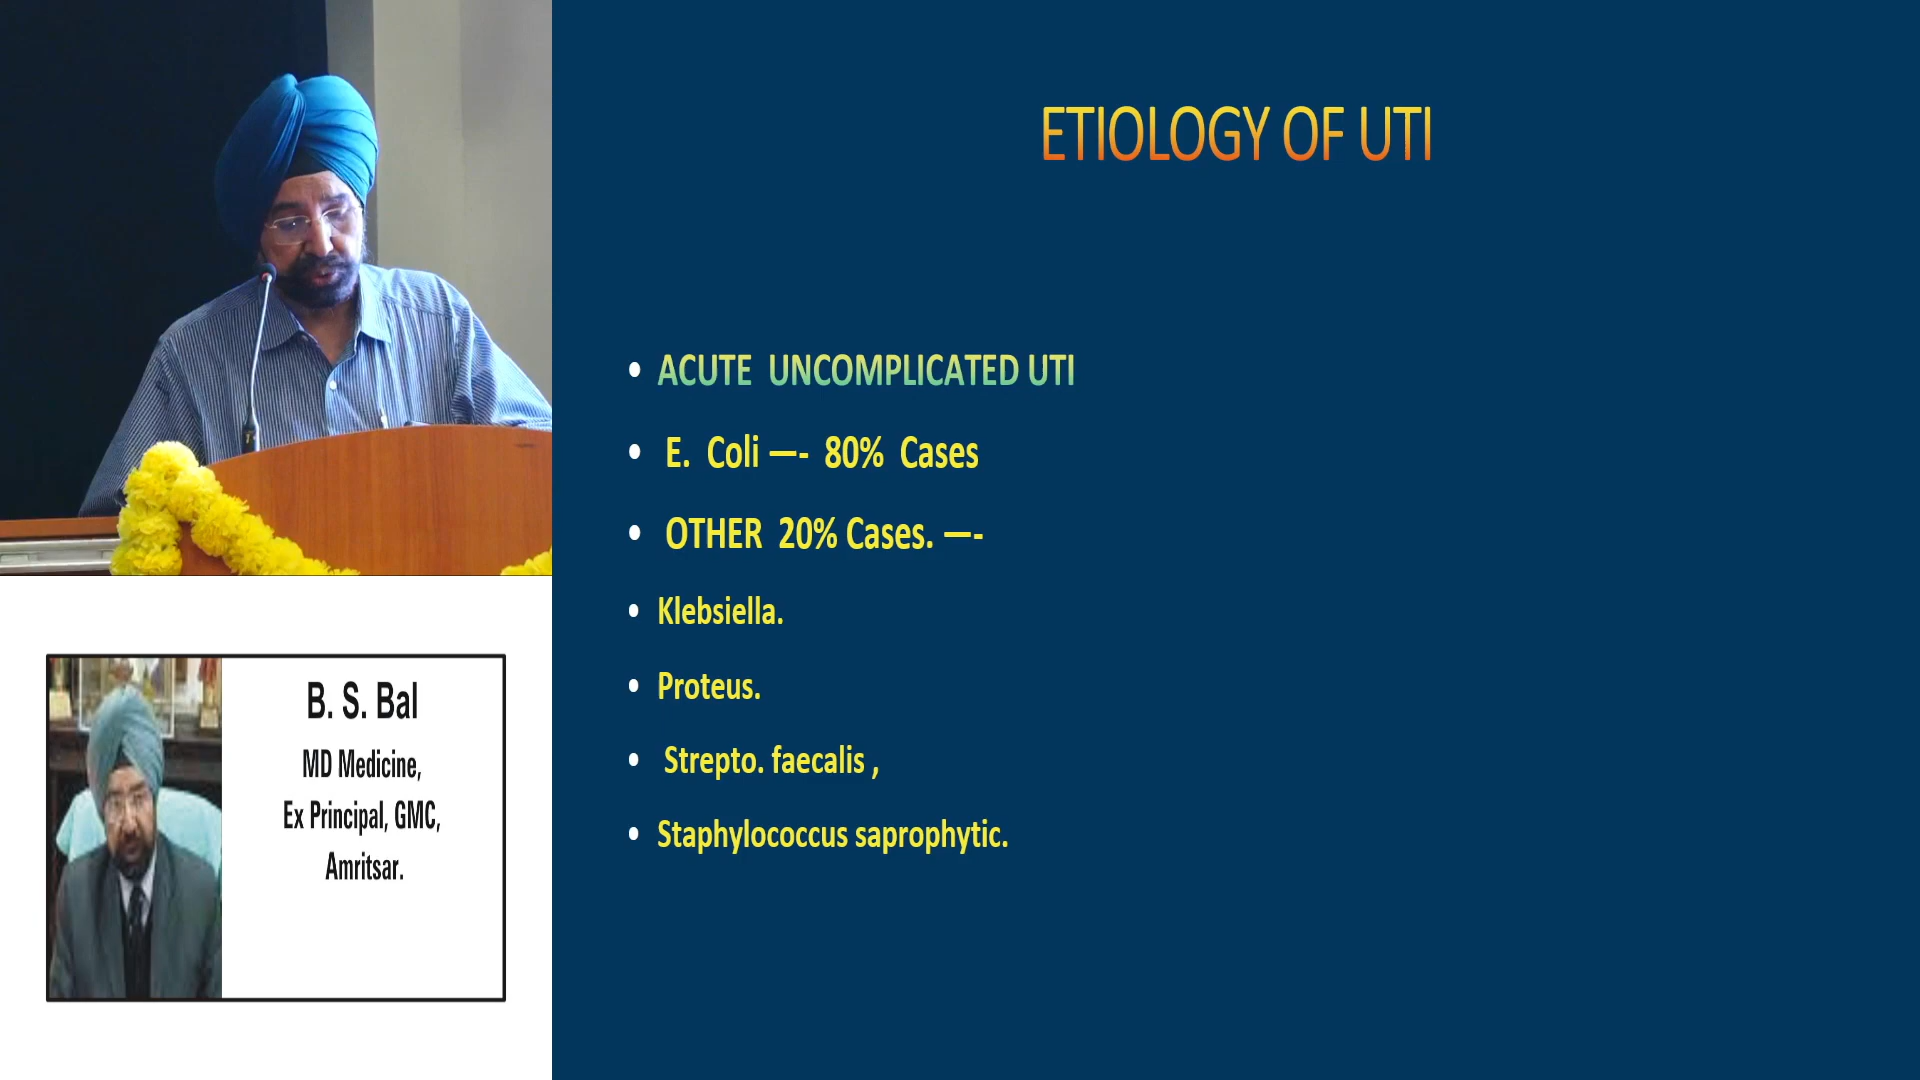 ETIOLOGY OF UTI
• ACUTE UNCOMPLICATED UTI
• E. Coli —- 80% Cases
• OTHER 20% Cases. —-
• Klebsiella.
• Proteus.
• Strepto. faecalis ,
• Staphylococcus saprophytic.
B. S. Bal
MD Medicine,
Ex Principal, GMC,
Amritsar.